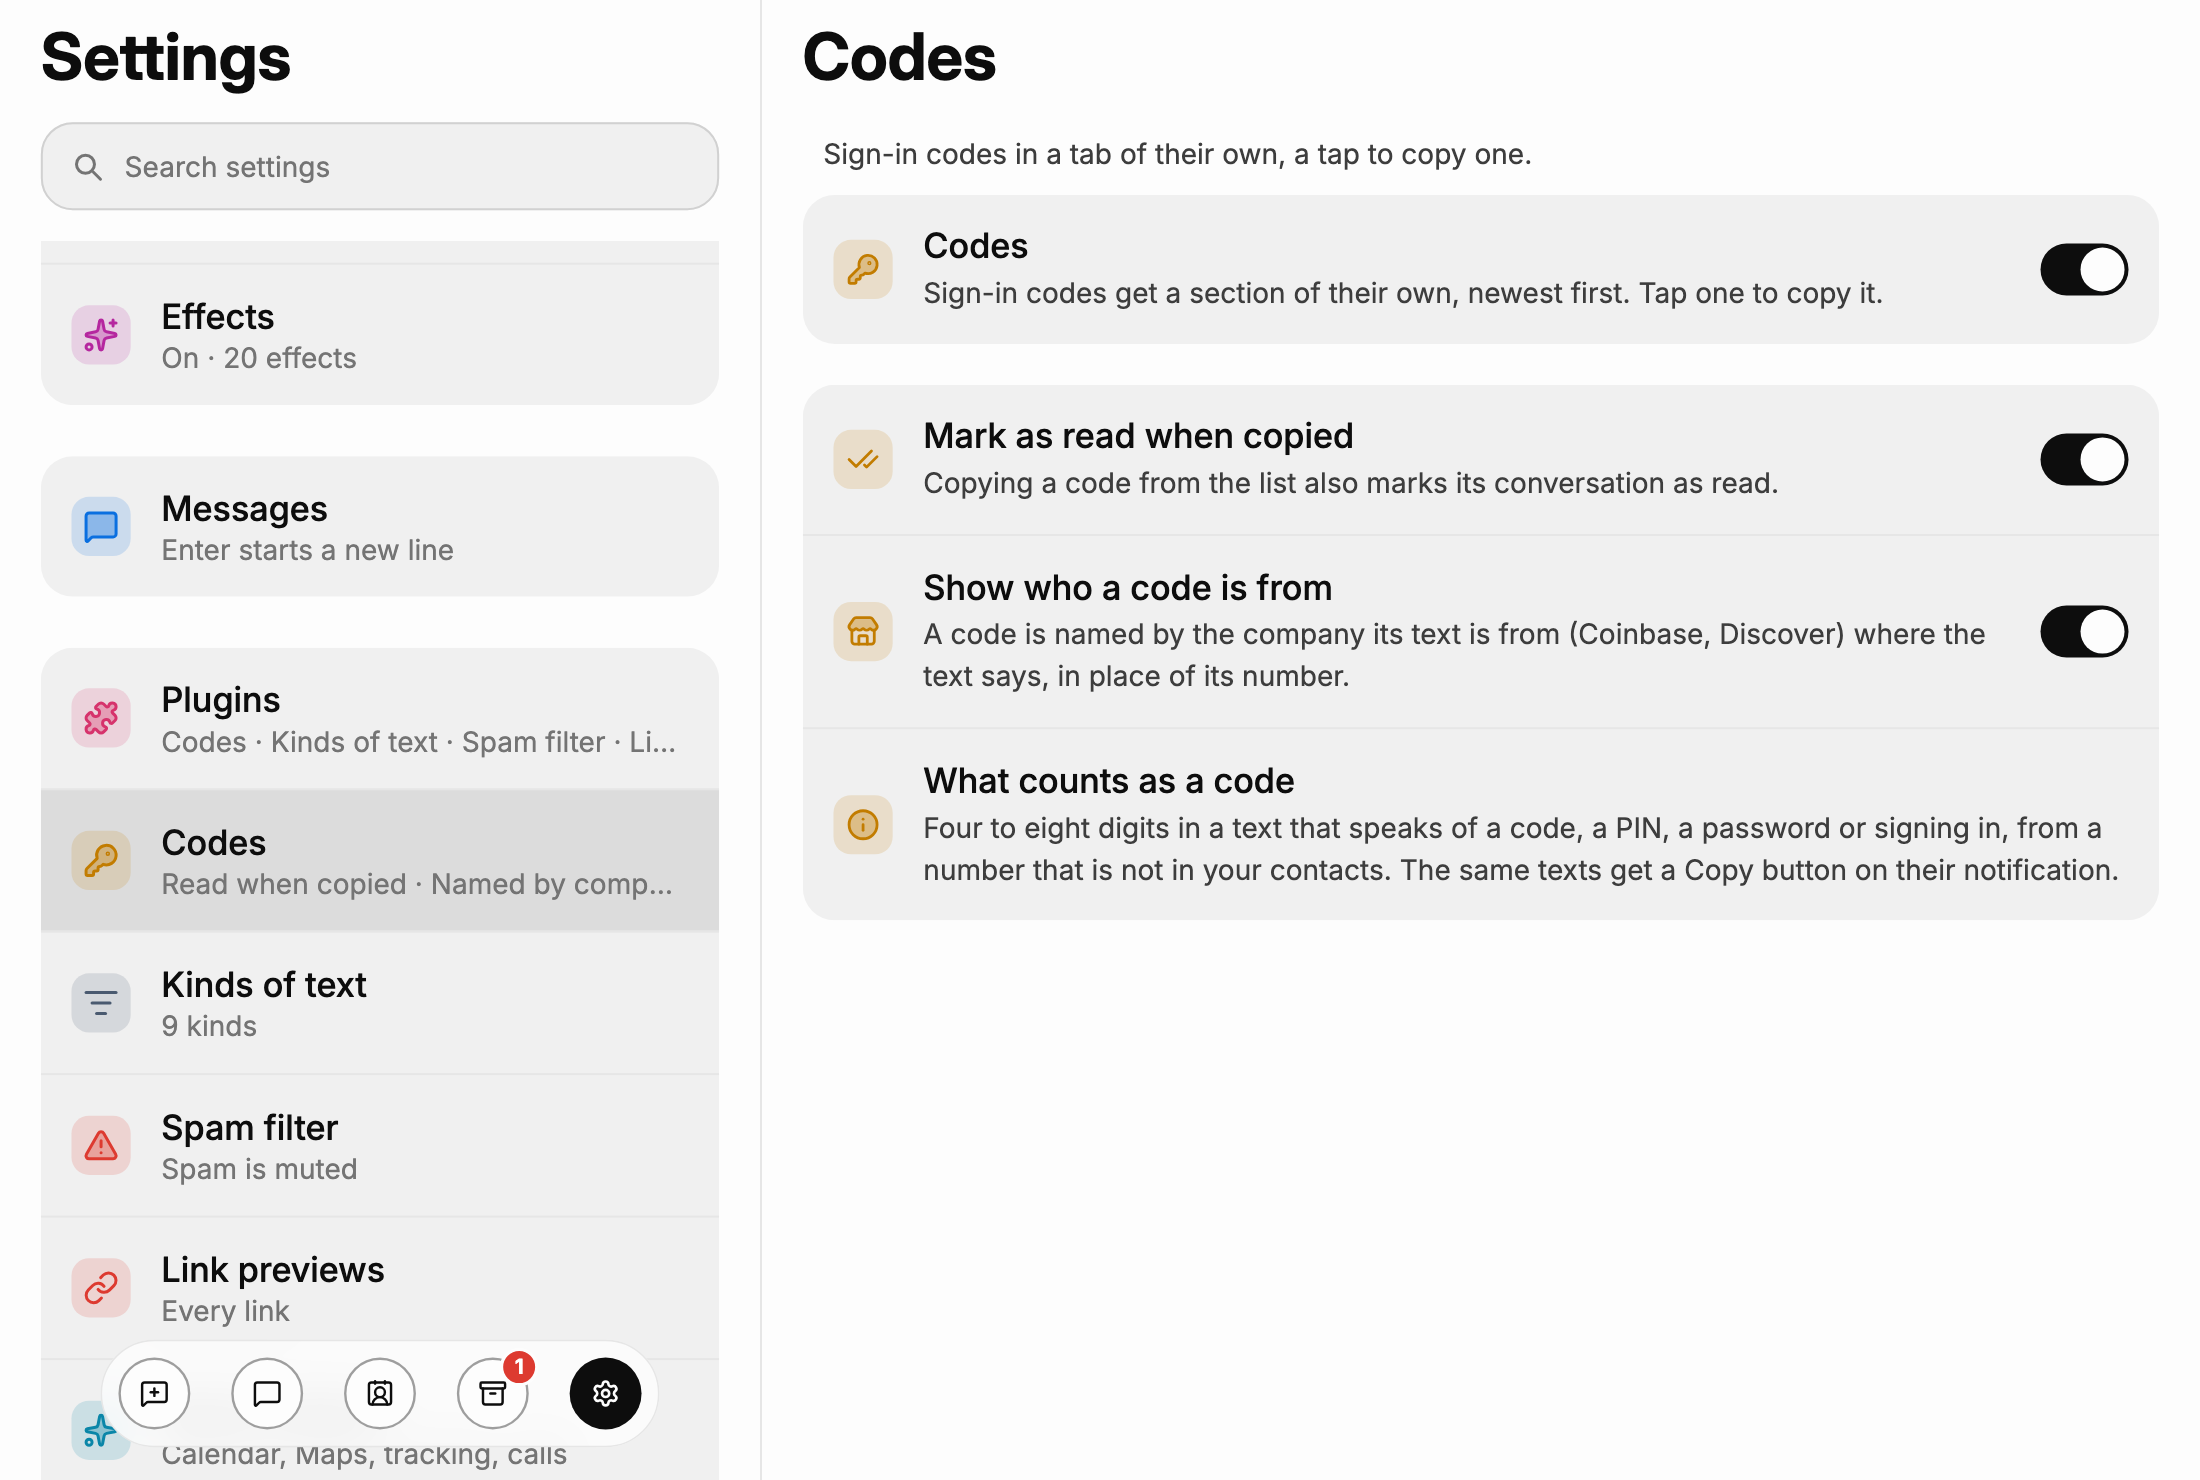 Settings
Search settings
Effects
On · 20 effects
Messages
Enter starts a new line
Plugins
Codes · Kinds of text · Spam filter · Li...
Codes
Read when copied · Named by comp...
Kinds of text
9 kinds
Spam filter
Spam is muted
Link previews
Every link
1
Calendar, Maps, tracking, calls
Codes
Sign-in codes in a tab of their own, a tap to copy one.
Codes
Sign-in codes get a section of their own, newest first. Tap one to copy it.
Mark as read when copied
Copying a code from the list also marks its conversation as read.
Show who a code is from
A code is named by the company its text is from (Coinbase, Discover) where the
text says, in place of its number.
What counts as a code
Four to eight digits in a text that speaks of a code, a PIN, a password or signing in, from a
number that is not in your contacts. The same texts get a Copy button on their notification.